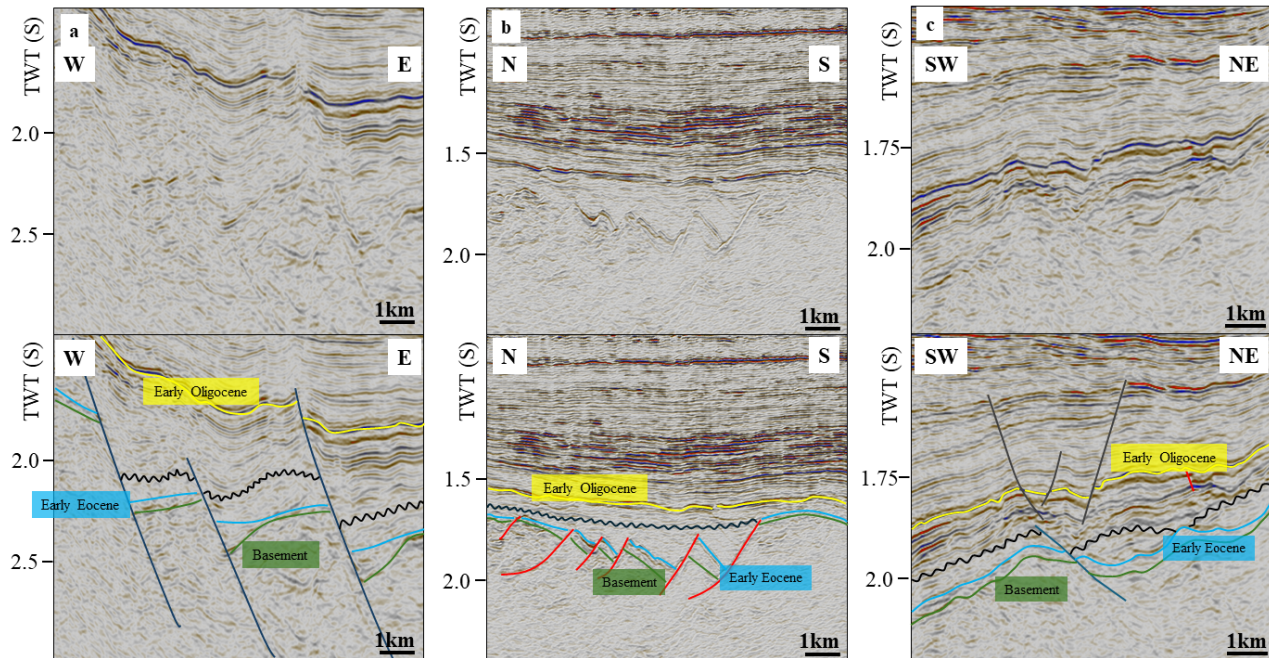 a
W
E
TWT (S)
2.0
2.5
1km
b
N
S
TWT (S)
1.5
2.0
1km
c
SW
NE
TWT (S)
1.75
2.0
1km
W
E
TWT (S)
Early Oligocene
2.0
Early Eocene
Basement
2.5
1km
N
S
TWT (S)
1.5
Early Oligocene
2.0
Basement
Early Eocene
1km
SW
NE
TWT (S)
Early Oligocene
1.75
Early Eocene
2.0
Basement
1km